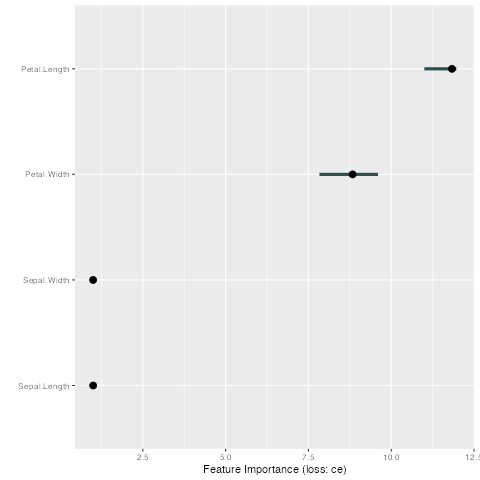 Petal.Length
Petal.Width
Sepal.Width
Sepal.Length
2.5 5.0 7.5 10.0 12.5
Feature Importance (loss: ce)